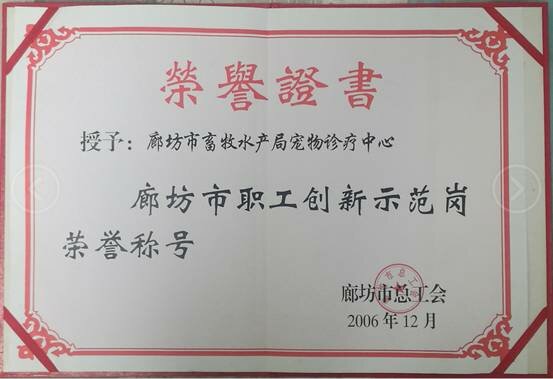 榮譽證書
授予：廊坊市畜牧水产局宠物诊疗中心
廊坊市职工创新示范岗
荣誉称号
廊坊市总工会
2006年12月